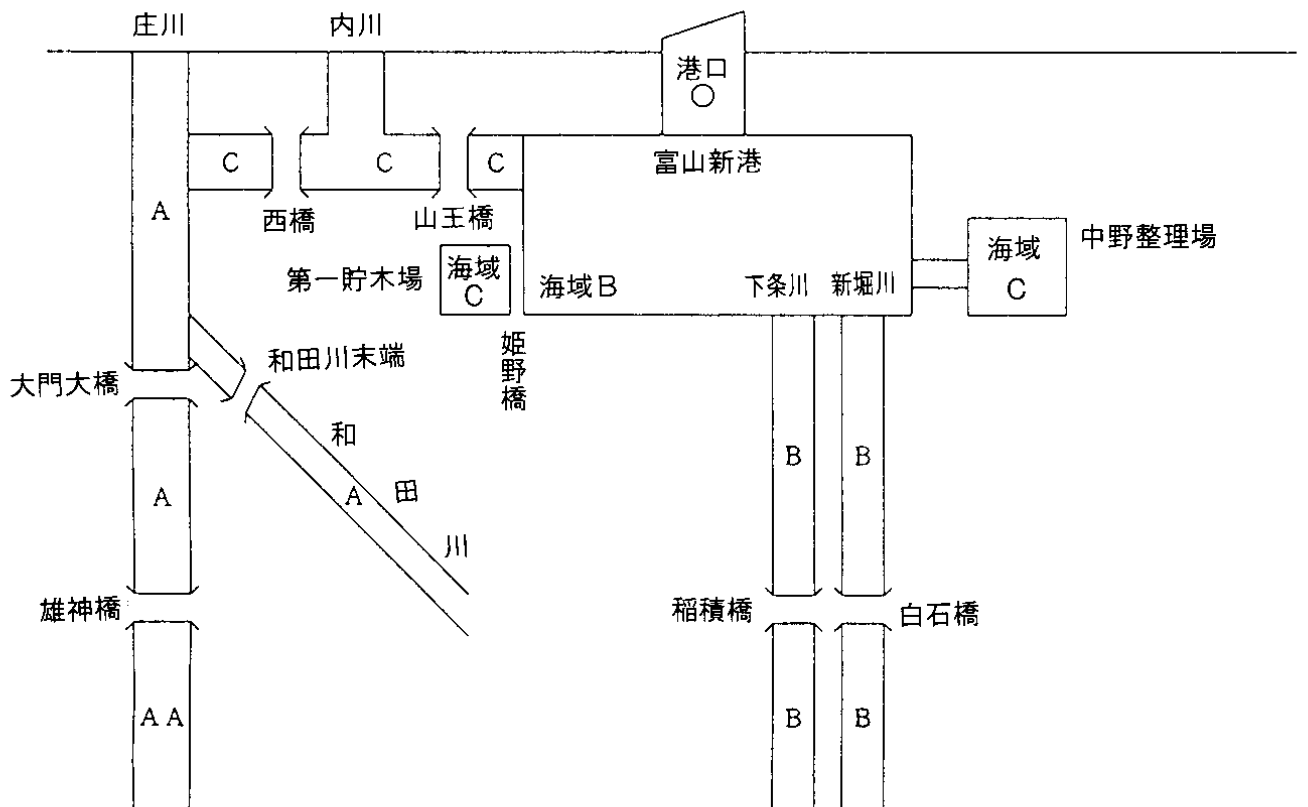 庄川
内川
港口
○
富山新港
C
C
C
A
西橋
山王橋
中野整理場
海域
C
第一貯木場
海域
C
海域B
下条川
新堀川
姫野橋
和田川末端
大門大橋
和田川
A
A
B
B
雄神橋
稲積橋
白石橋
AA
B
B